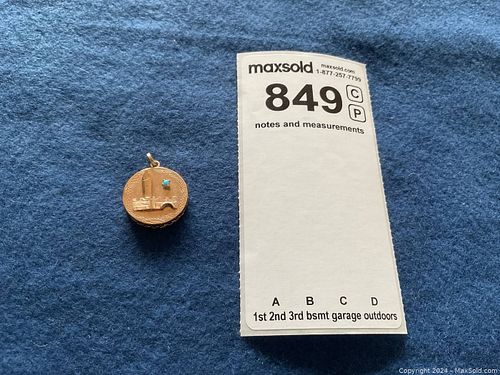 maxsold maxsold.com
1-877-257-7799
849 C
P
notes and measurements
A B C D
1st 2nd 3rd bsmt garage outdoors
Copyright 2024 - MaxSold.com